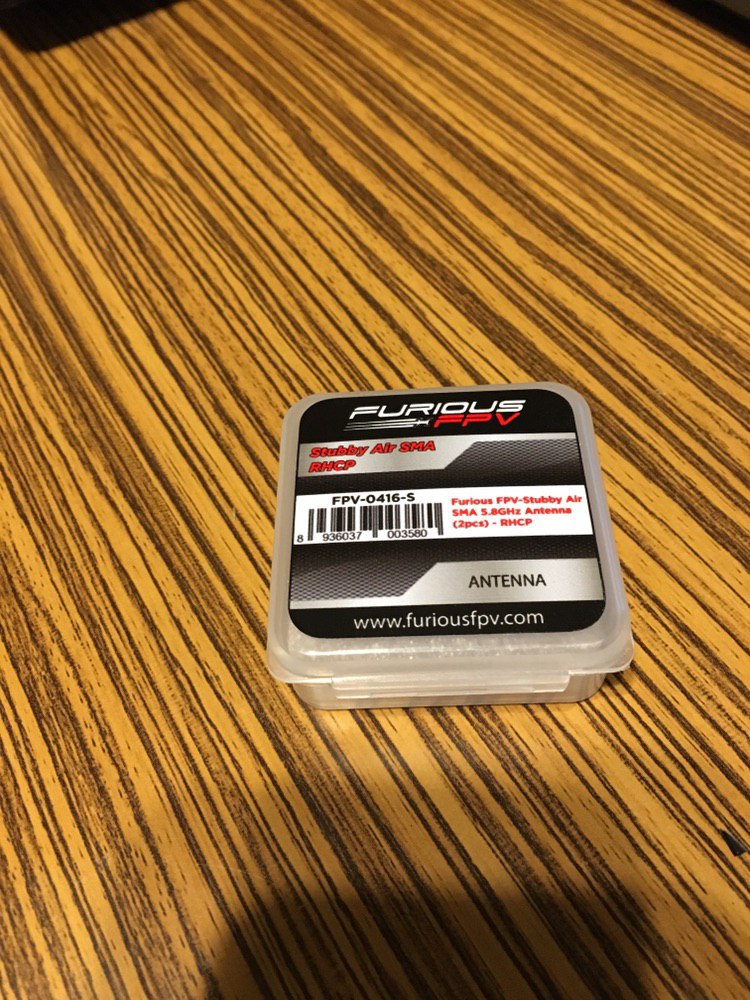 FURIOUS
FPV
Stubby Air SMA
RHCP
FPV-0416-S
8 936037 003580
Furious FPV-Stubby Air
SMA 5.8GHz Antenna
(2pcs) - RHCP
ANTENNA
www.furiousfpv.com